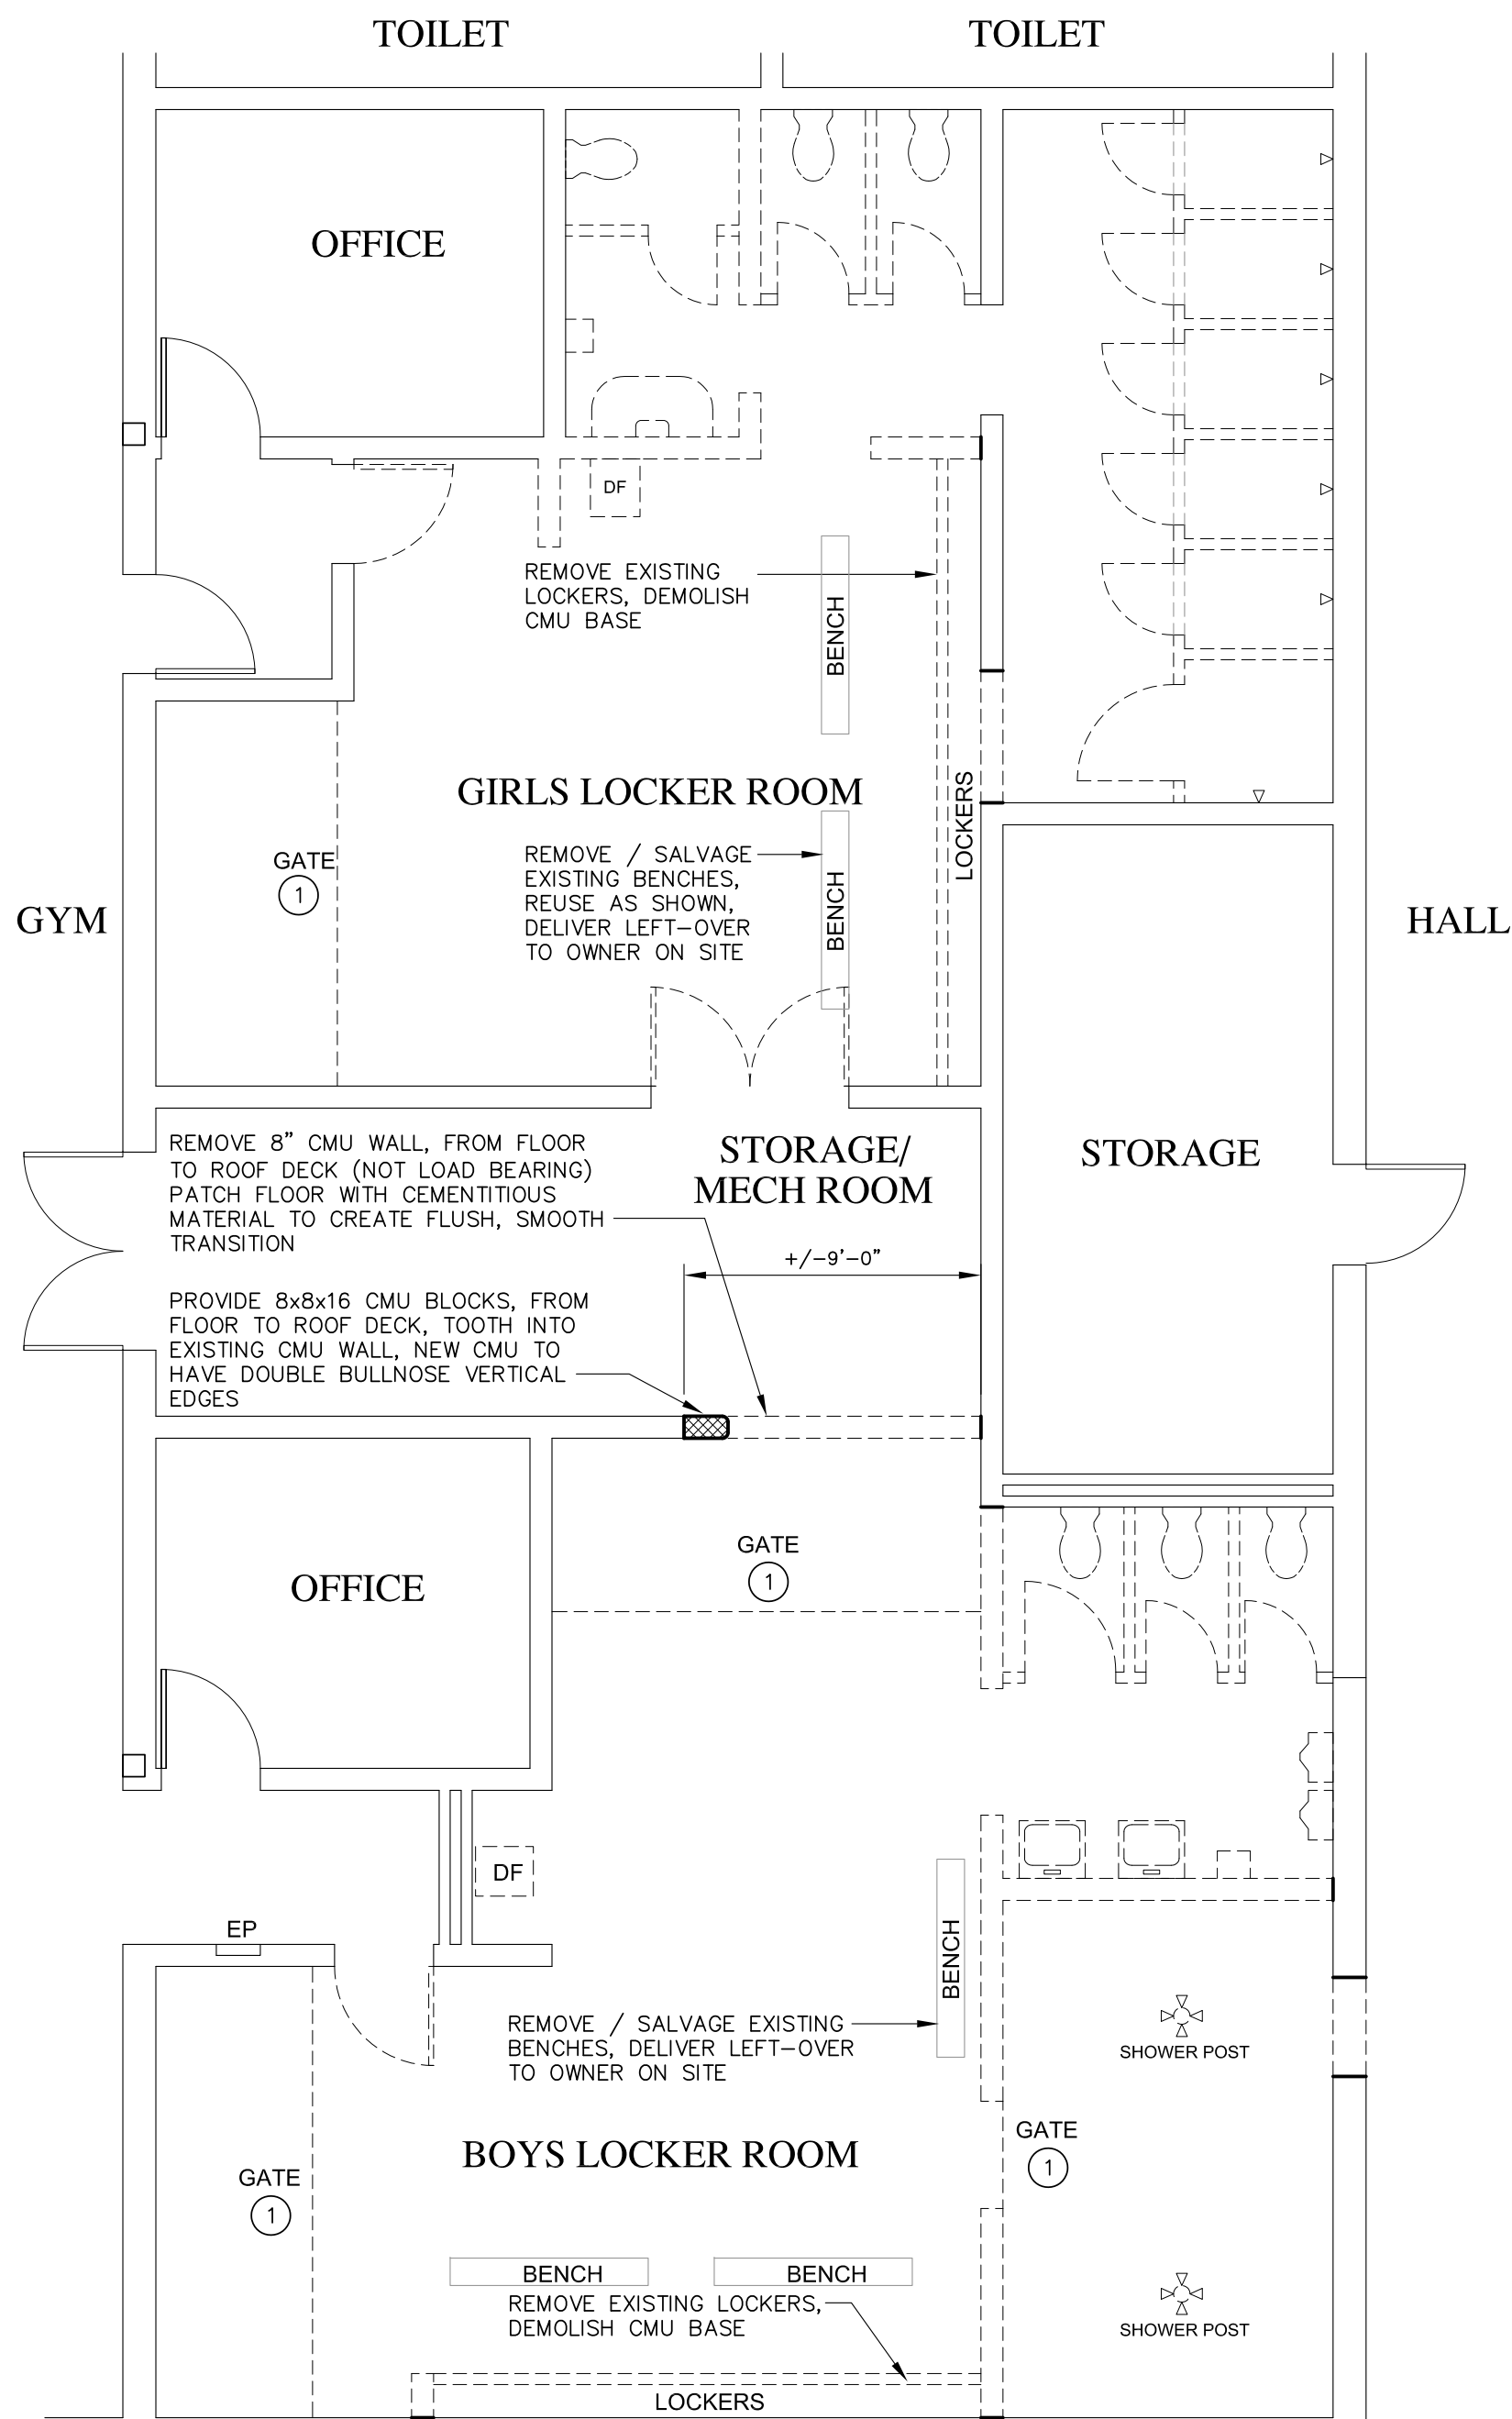 TOILET
TOILET
OFFICE
DF
REMOVE EXISTING
LOCKERS, DEMOLISH
CMU BASE
BENCH
GIRLS LOCKER ROOM
LOCKERS
GATE
1
REMOVE / SALVAGE
EXISTING BENCHES,
REUSE AS SHOWN,
DELIVER LEFT-OVER
TO OWNER ON SITE
BENCH
GYM
HALL
REMOVE 8" CMU WALL, FROM FLOOR
TO ROOF DECK (NOT LOAD BEARING)
PATCH FLOOR WITH CEMENTITIOUS
MATERIAL TO CREATE FLUSH, SMOOTH
TRANSITION
STORAGE/
MECH ROOM
STORAGE
+/-9'-0"
PROVIDE 8x8x16 CMU BLOCKS, FROM
FLOOR TO ROOF DECK, TOOTH INTO
EXISTING CMU WALL, NEW CMU TO
HAVE DOUBLE BULLNOSE VERTICAL
EDGES
GATE
1
OFFICE
DF
EP
BENCH
REMOVE / SALVAGE EXISTING
BENCHES, DELIVER LEFT-OVER
TO OWNER ON SITE
SHOWER POST
BOYS LOCKER ROOM
GATE
1
GATE
1
BENCH
BENCH
REMOVE EXISTING LOCKERS,
DEMOLISH CMU BASE
SHOWER POST
LOCKERS